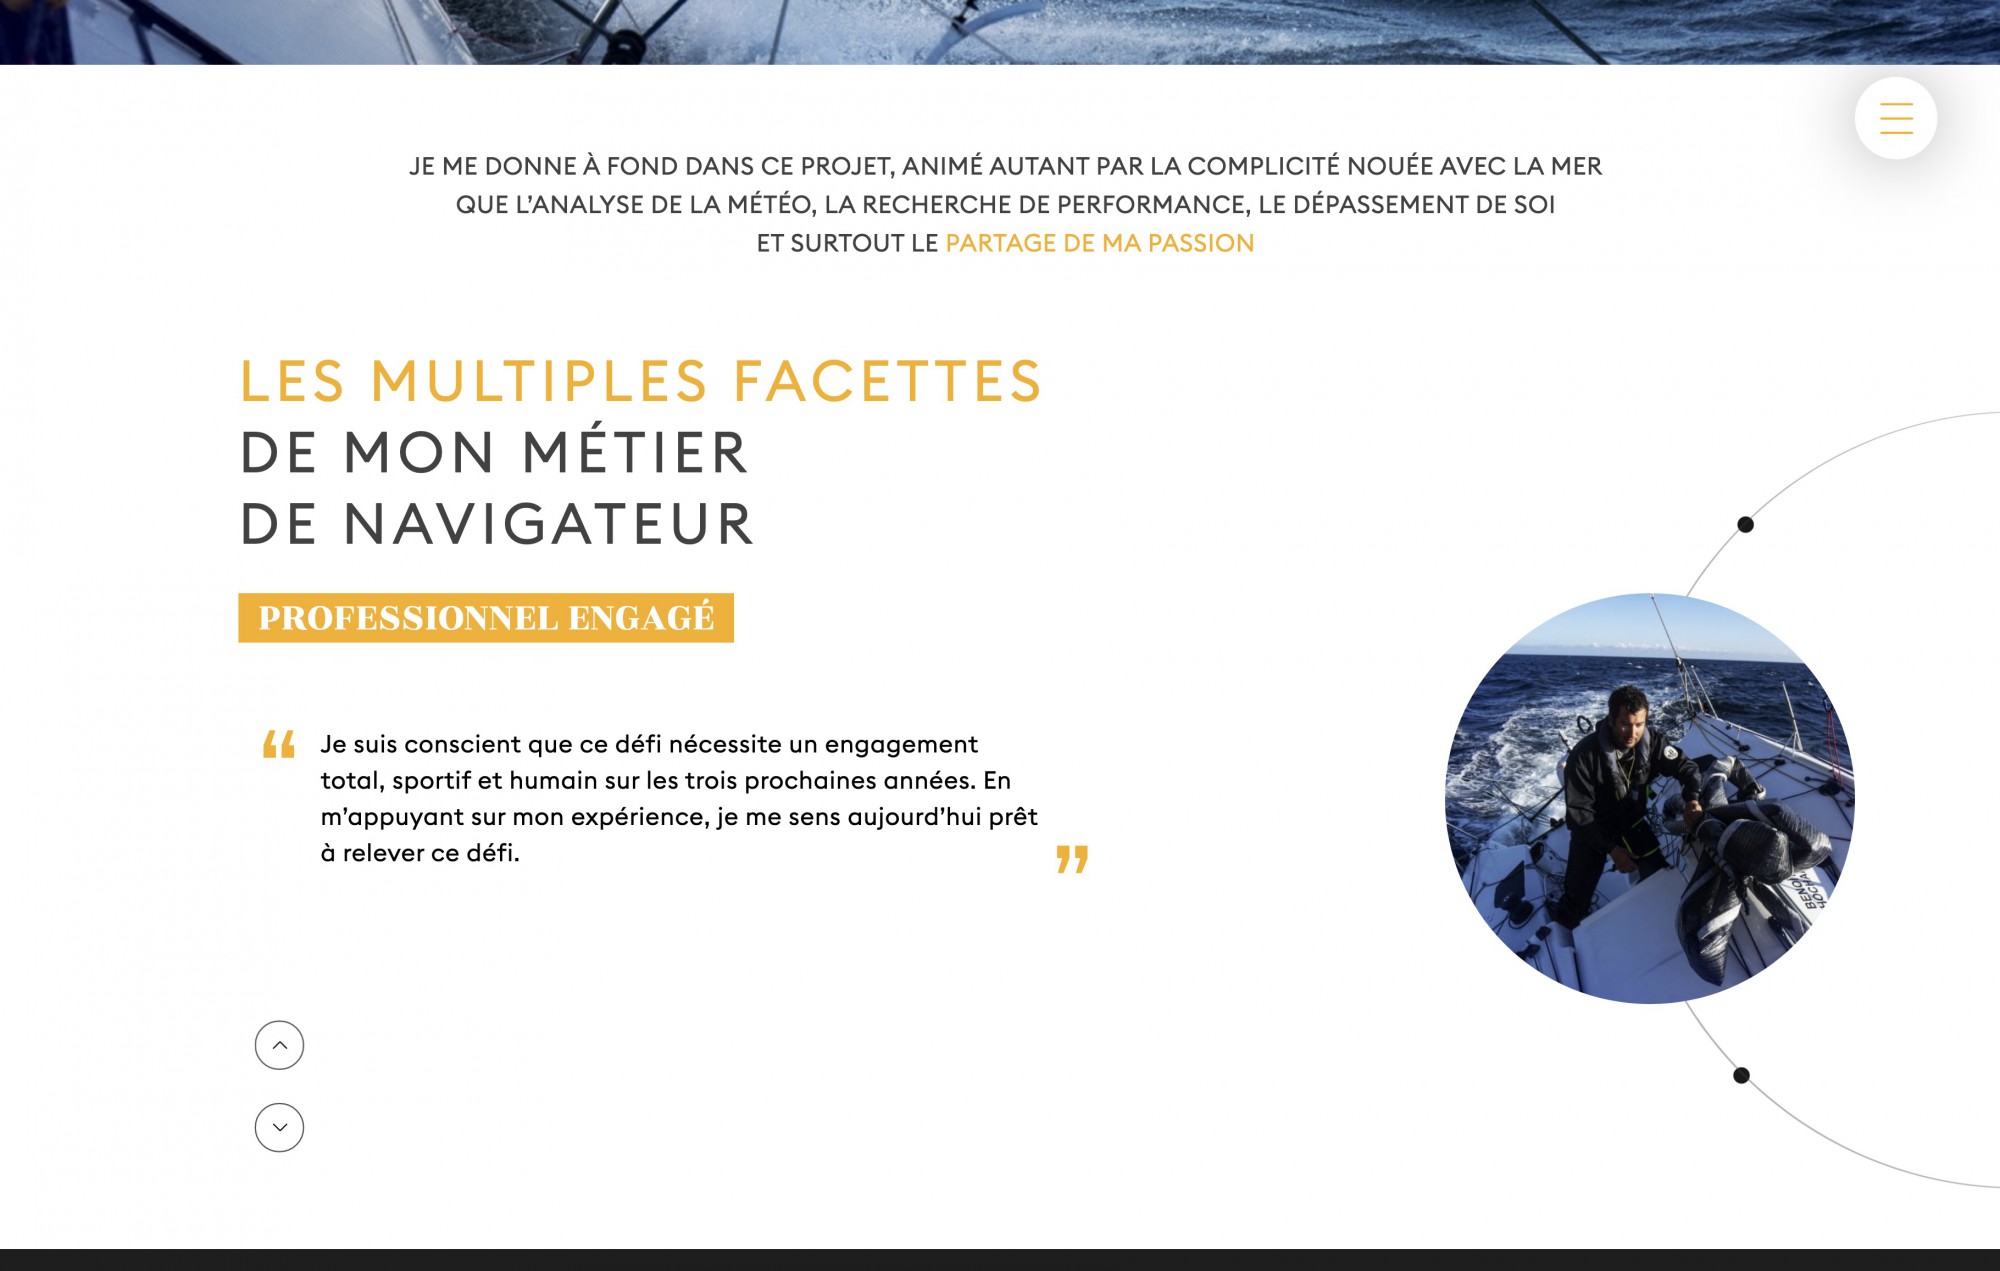 JE ME DONNE À FOND DANS CE PROJET, ANIMÉ AUTANT PAR LA COMPLICITÉ NOUÉE AVEC LA MER
QUE L’ANALYSE DE LA MÉTÉO, LA RECHERCHE DE PERFORMANCE, LE DÉPASSEMENT DE SOI
ET SURTOUT LE PARTAGE DE MA PASSION
LES MULTIPLES FACETTES
DE MON MÉTIER
DE NAVIGATEUR
PROFESSIONNEL ENGAGÉ
“ Je suis conscient que ce défi nécessite un engagement
total, sportif et humain sur les trois prochaines années. En
m’appuyant sur mon expérience, je me sens aujourd’hui prêt
à relever ce défi. ”